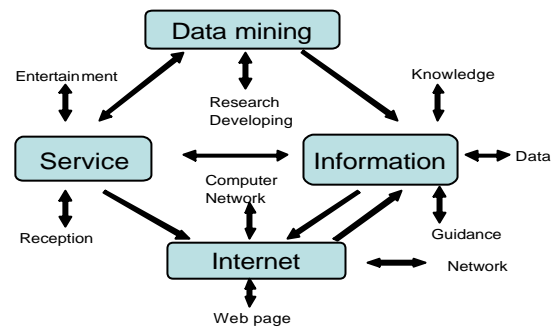 Data mining
Entertainment
Knowledge
Research
Developing
Service
Information
Data
Computer
Network
Reception
Guidance
Internet
Network
Web page